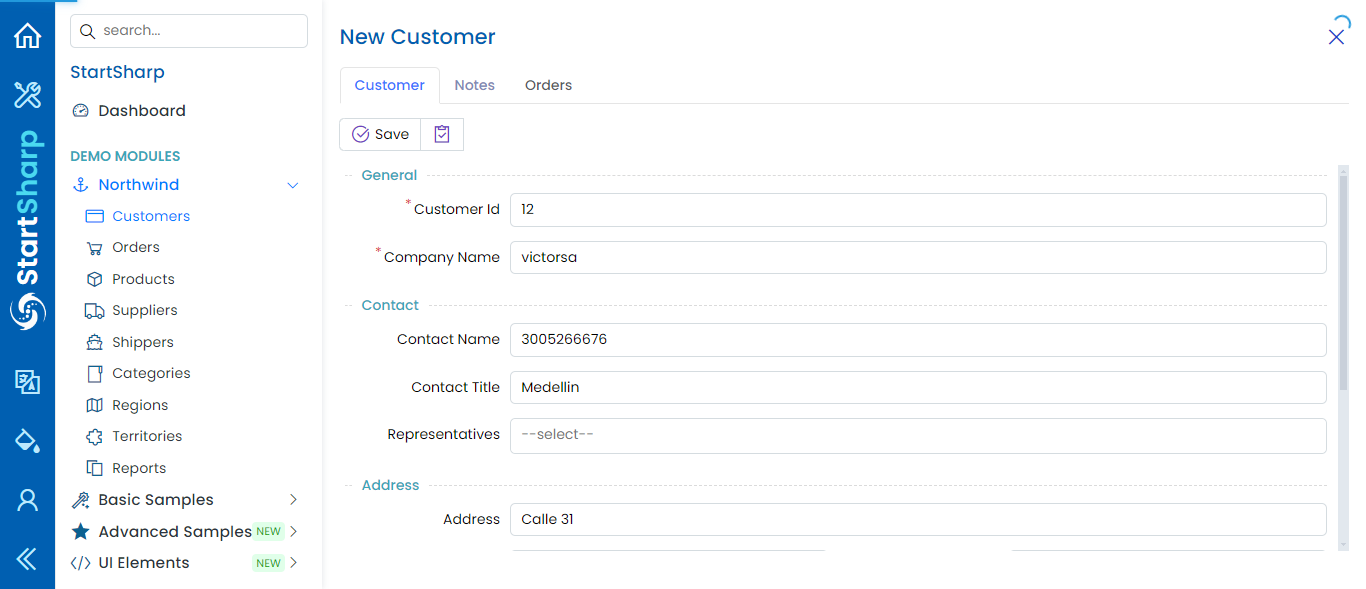 search...
StartSharp
Dashboard
DEMO MODULES
Northwind
Customers
Orders
Products
Suppliers
Shippers
Categories
Regions
Territories
Reports
Basic Samples
Advanced Samples NEW
UI Elements NEW
StartSharp
New Customer
Customer Notes Orders
Save
General
* Customer Id 12
* Company Name victorsa
Contact
Contact Name 3005266676
Contact Title Medellin
Representatives --select--
Address
Address Calle 31